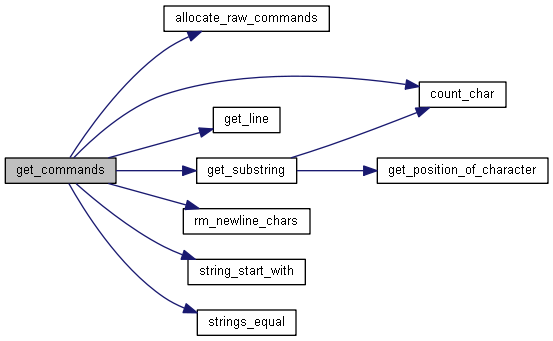 allocate_raw_commands
count_char
get_line
get_commands
get_substring
get_position_of_character
rm_newline_chars
string_start_with
strings_equal